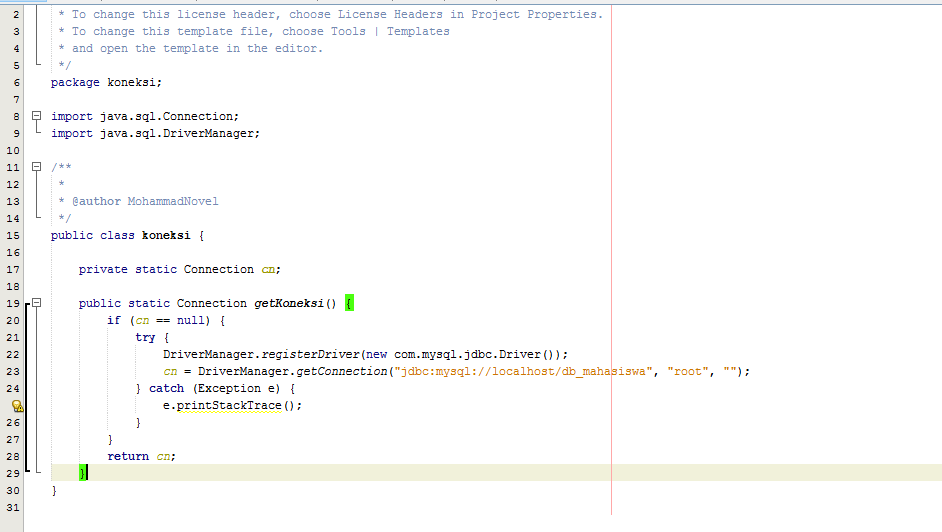 2 * To change this license header, choose License Headers in Project Properties.
3 * To change this template file, choose Tools | Templates
4 * and open the template in the editor.
5 */
6 package koneksi;
7
8 import java.sql.Connection;
9 import java.sql.DriverManager;
10
11 /**
12 *
13 * @author MohammadNovel
14 */
15 public class koneksi {
16
17 private static Connection cn;
18
19 public static Connection getKoneksi() {
20 if (cn == null) {
21 try {
22 DriverManager.registerDriver(new com.mysql.jdbc.Driver());
23 cn = DriverManager.getConnection("jdbc:mysql://localhost/db_mahasiswa", "root", "");
24 } catch (Exception e) {
e.printStackTrace();
26 }
27 }
28 return cn;
29 }
30 }
31